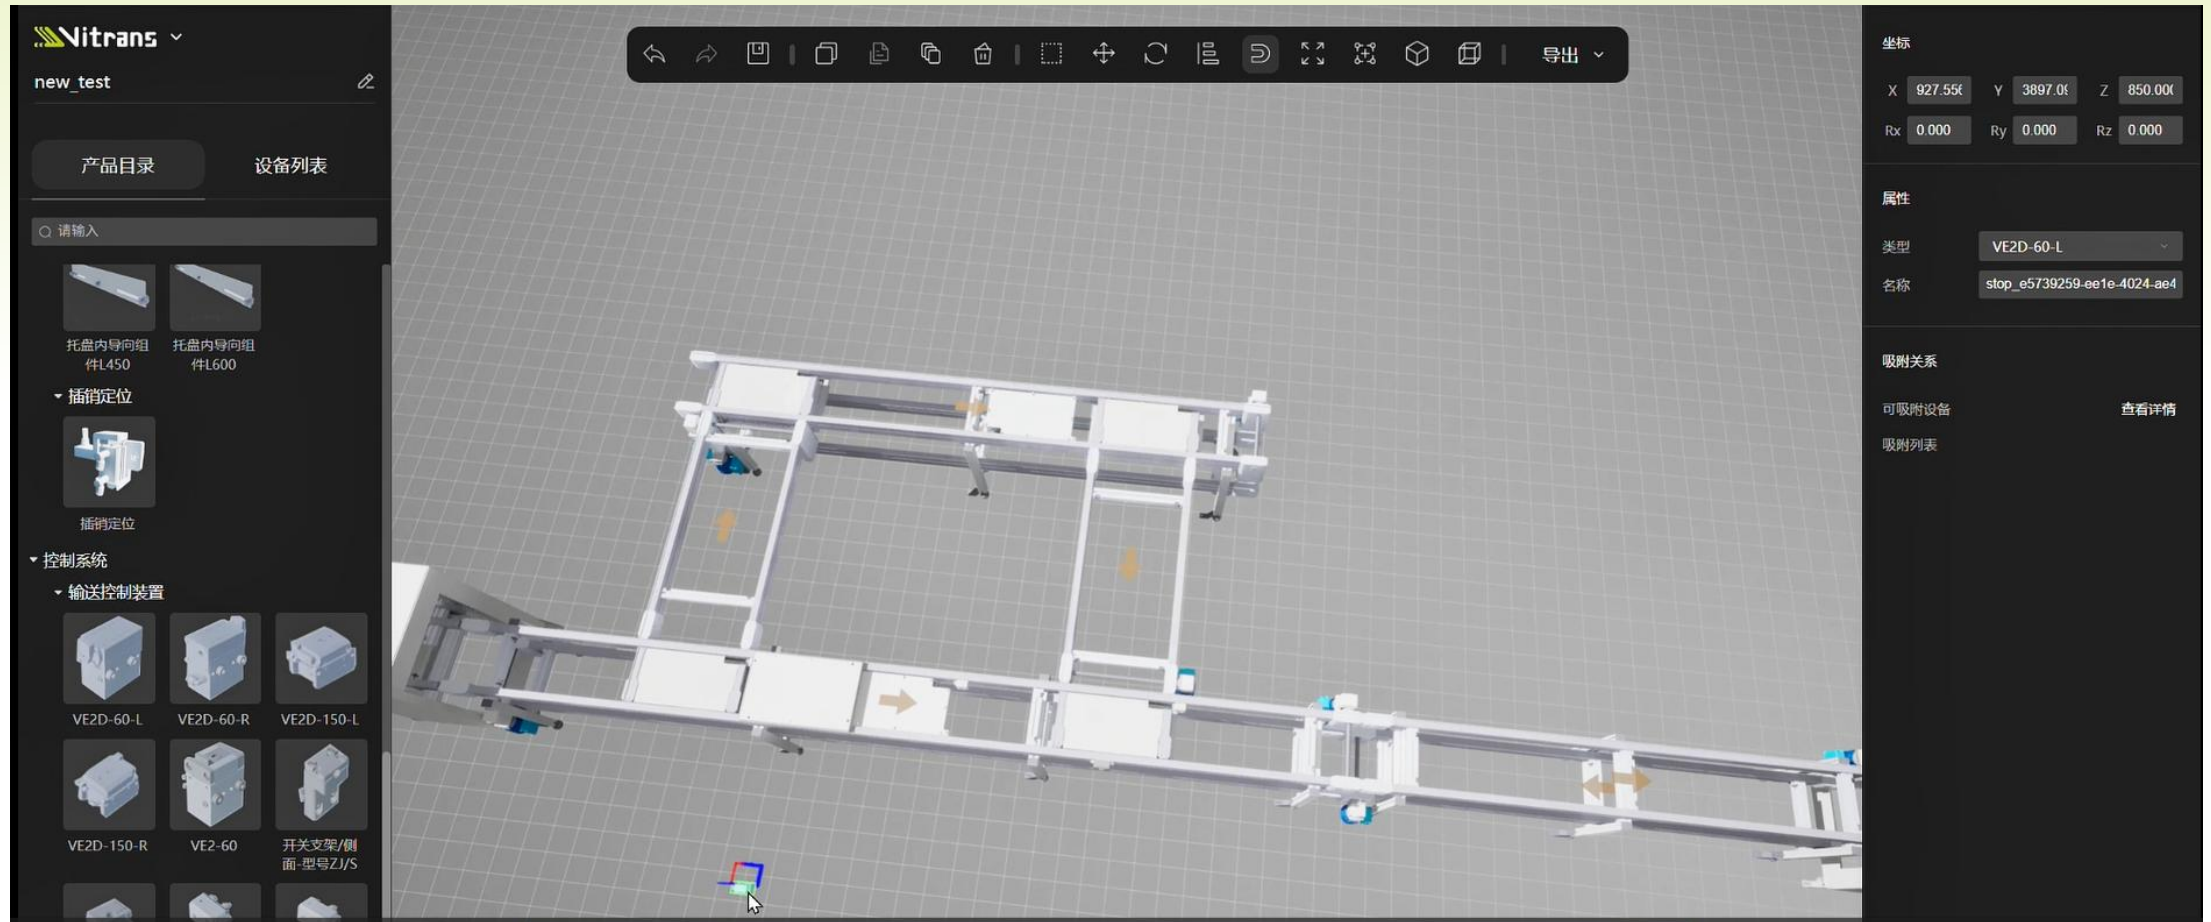 Vitrans
new_test
产品目录
设备列表
请输入
托盘内导向组件L450
托盘内导向组件L600
插销定位
插销定位
控制系统
输送控制装置
VE2D-60-L
VE2D-60-R
VE2D-150-L
VE2D-150-R
VE2-60
开关支架/侧面-型号ZJ/S
导出
坐标
X 927.556 Y 3897.09 Z 850.000
Rx 0.000 Ry 0.000 Rz 0.000
属性
类型 VE2D-60-L
名称 stop_e5739259-ee1e-4024-ae4
吸附关系
可吸附设备 查看详情
吸附列表